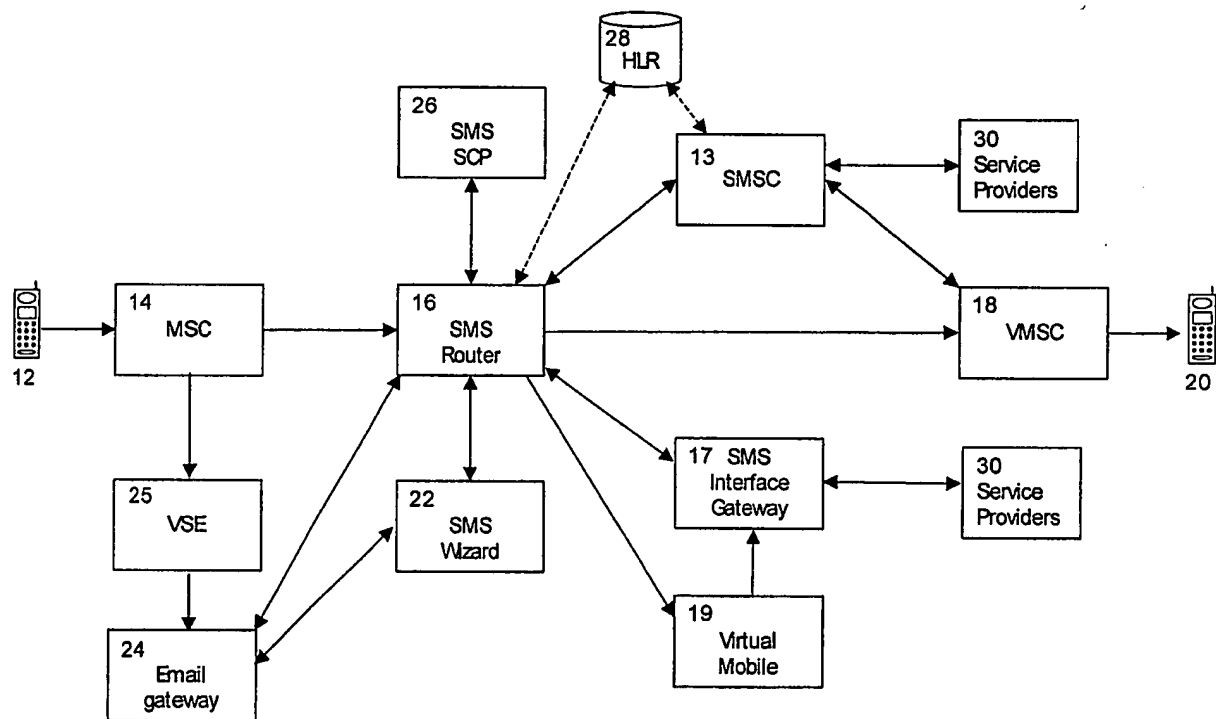 28
HLR
26
SMS
SCP
13
SMSC
30
Service
Providers
14
MSC
16
SMS
Router
18
VMSC
12
20
17 SMS
Interface
Gateway
30
Service
Providers
25
VSE
22
SMS
Wizard
19
Virtual
Mobile
24
Email
gateway